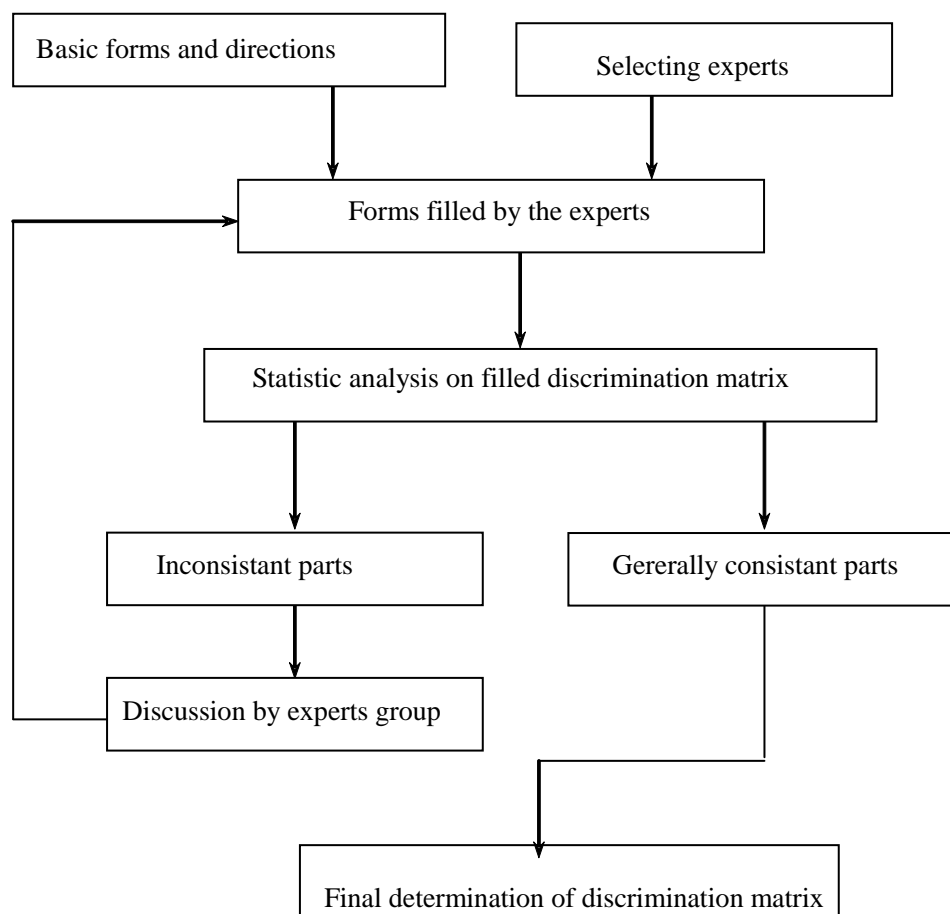 Basic forms and directions
Selecting experts
Forms filled by the experts
Statistic analysis on filled discrimination matrix
Inconsistant parts
Gererally consistant parts
Discussion by experts group
Final determination of discrimination matrix